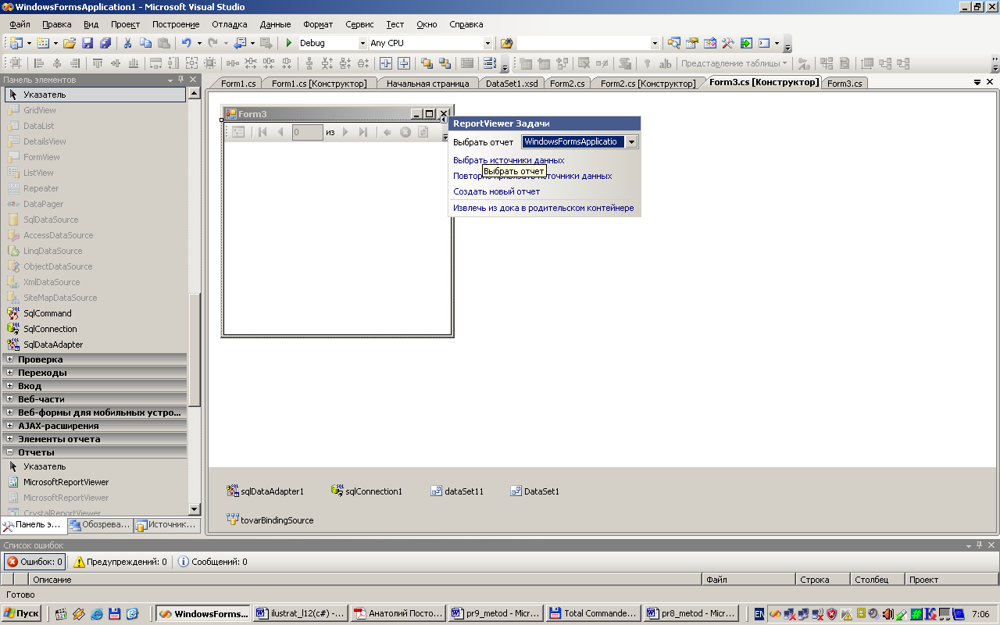 WindowsFormsApplication1 - Microsoft Visual Studio
Файл Правка Вид Проект Построение Отладка Данные Формат Сервис Тест Окно Справка
Debug Any CPU
Представление таблицы
Панель элементов
Form1.cs Form1.cs [Конструктор] Начальная страница DataSet1.xsd Form2.cs Form2.cs [Конструктор] Form3.cs [Конструктор] Form3.cs
Указатель
GridView
DataList
DetailsView
FormView
ListView
Repeater
DataPager
SqlDataSource
AccessDataSource
LinqDataSource
ObjectDataSource
XmlDataSource
SiteMapDataSource
SqlCommand
SqlConnection
SqlDataAdapter
Проверка
Переходы
Вход
Веб-части
Веб-формы для мобильных устро...
AJAX-расширения
Элементы отчета
Отчеты
Указатель
MicrosoftReportViewer
MicrosoftReportViewer
CrystalReportViewer
Панель э... Обозрева... Источник...
Form3
0 из
ReportViewer Задачи
Выбрать отчет WindowsFormsApplicatio
Выбрать источники данных
Выбрать отчет
Повторно привязать источники данных
Создать новый отчет
Извлечь из дока в родительском контейнере
sqlDataAdapter1 sqlConnection1 dataSet11 DataSet1
tovarBindingSource
Список ошибок
Ошибок: 0 Предупреждений: 0 Сообщений: 0
Описание Файл Строка Столбец Проект
Готово
Пуск WindowsForms... ilustrat_l12(c#) - ... Анатолий Посто... pr9_metod - Micr... Total Commande... pr8_metod - Micr... EN 7:06